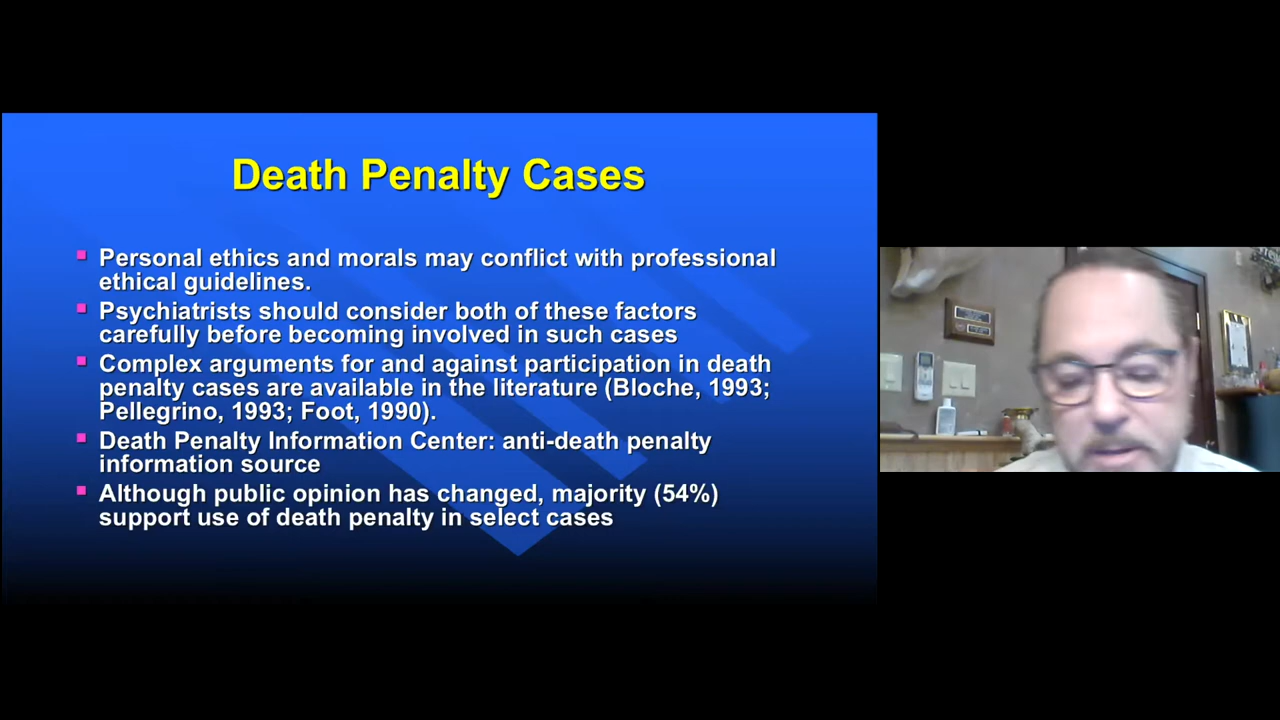 Death Penalty Cases
Personal ethics and morals may conflict with professional
ethical guidelines.
Psychiatrists should consider both of these factors
carefully before becoming involved in such cases
Complex arguments for and against participation in death
penalty cases are available in the literature (Bloche, 1993;
Pellegrino, 1993; Foot, 1990).
Death Penalty Information Center: anti-death penalty
information source
Although public opinion has changed, majority (54%)
support use of death penalty in select cases